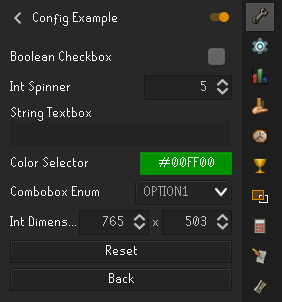 Config Example
Boolean Checkbox
Int Spinner 5
String Textbox
Color Selector #00FF00
Combobox Enum OPTION1
Int Dimens... 765 x 503
Reset
Back